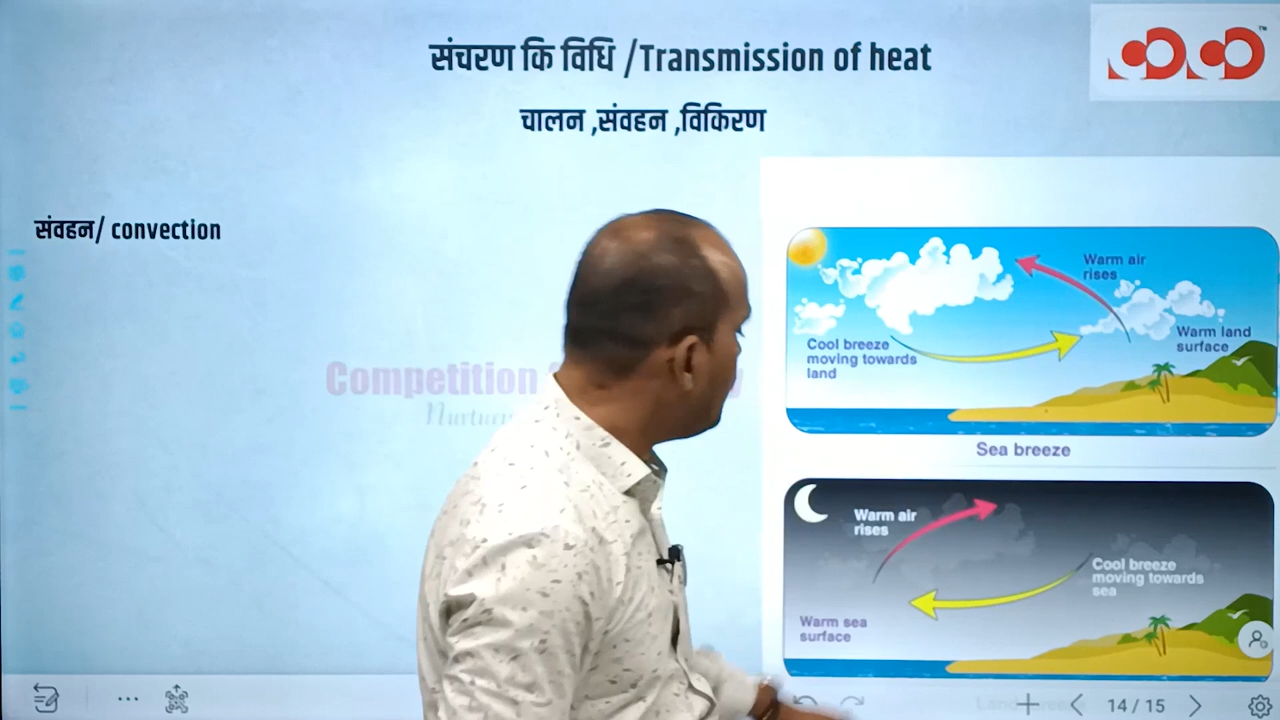 संचरण कि विधि /Transmission of heat
चालन ,संवहन ,विकिरण
संवहन/ convection
Competition
Warm air
rises
Warm land
surface
Cool breeze
moving towards
land
Sea breeze
Warm air
rises
Cool breeze
moving towards
sea
Warm sea
surface
14 / 15